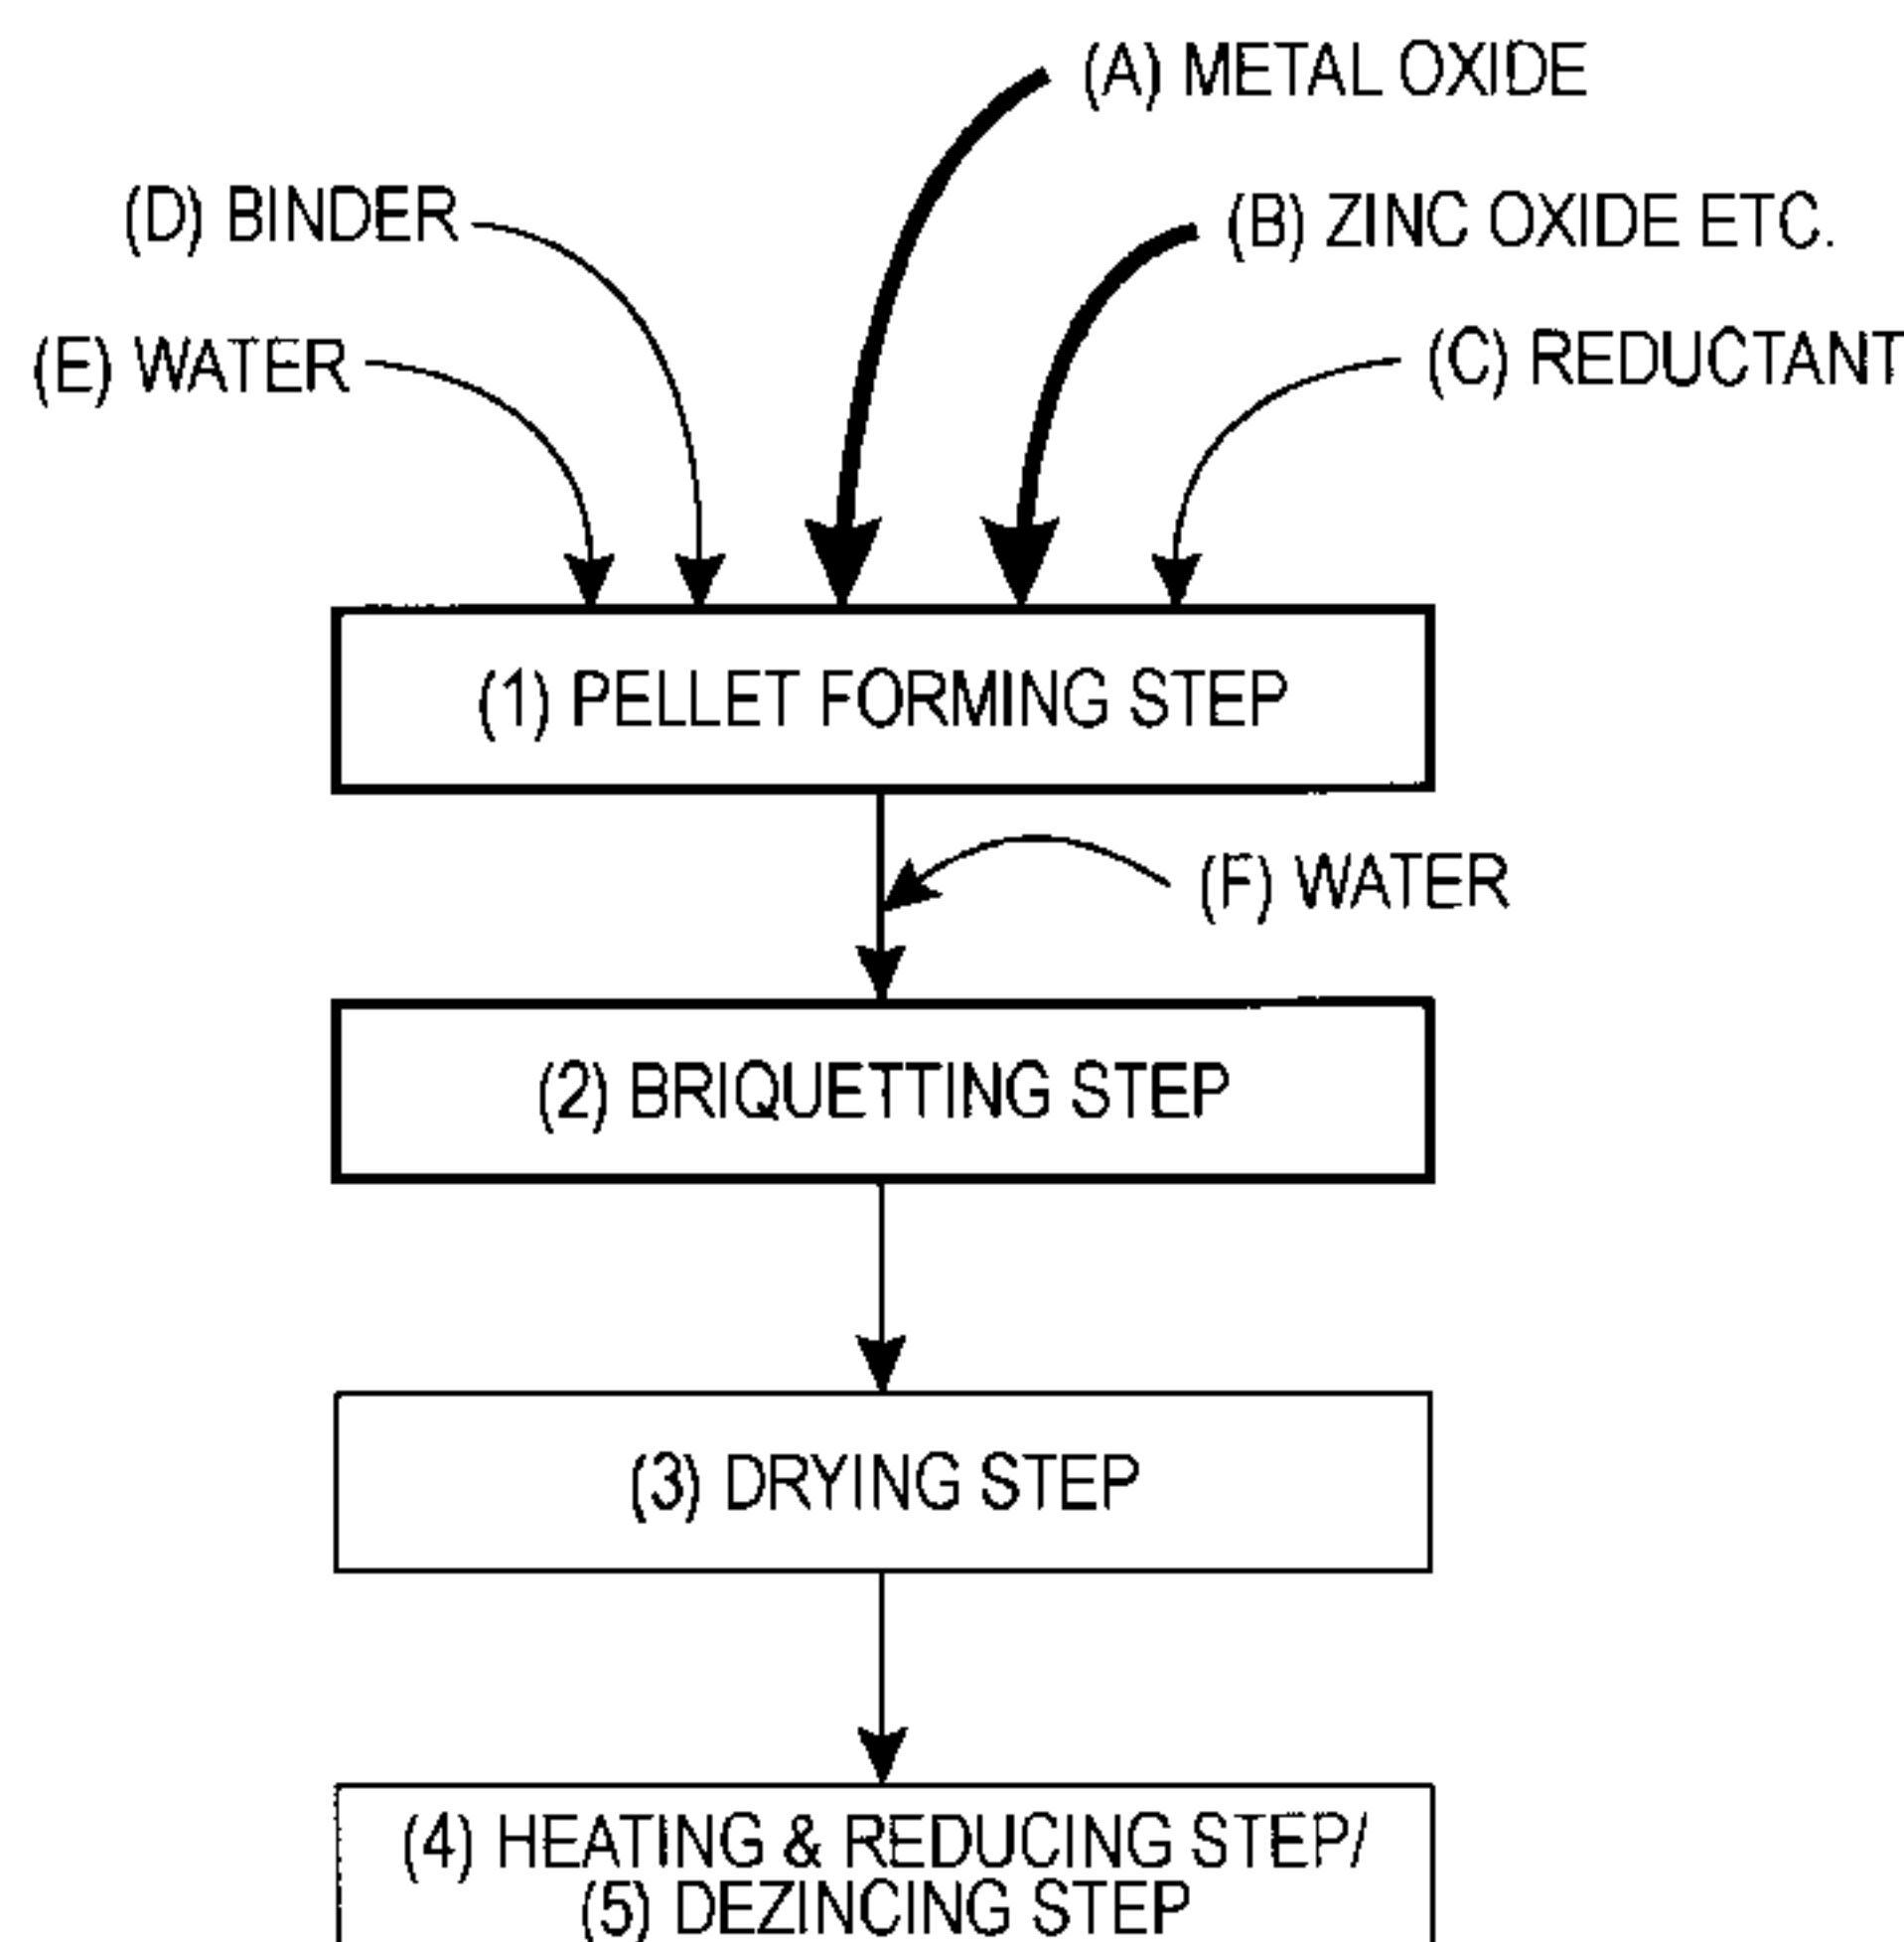 (A) METAL OXIDE
(D) BINDER
(B) ZINC OXIDE ETC.
(E) WATER
(C) REDUCTANT
(1) PELLET FORMING STEP
(F) WATER
(2) BRIQUETTING STEP
(3) DRYING STEP
(4) HEATING & REDUCING STEP/
(5) DEZINCING STEP